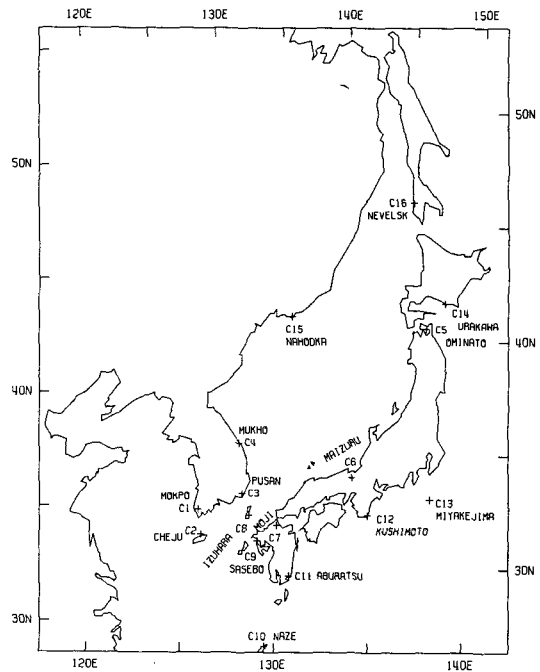 120E 130E 140E 150E
50N
50N
C16
NEVELSK
C14
URAKAWA
C5
OMINATO
C15
NAHODKA
40N
40N
MUKHO
C4
MAIZURU
C6
PUSAN
C3
MOKPO
C1
C13
MIYAKEJIMA
C8
MOJI
C12
KUSHIMOTO
C2
CHEJU
C7
IZUHARA
C9
SASEBO
C11 ABURATSU
30N
30N
C10 NAZE
120E 130E 140E